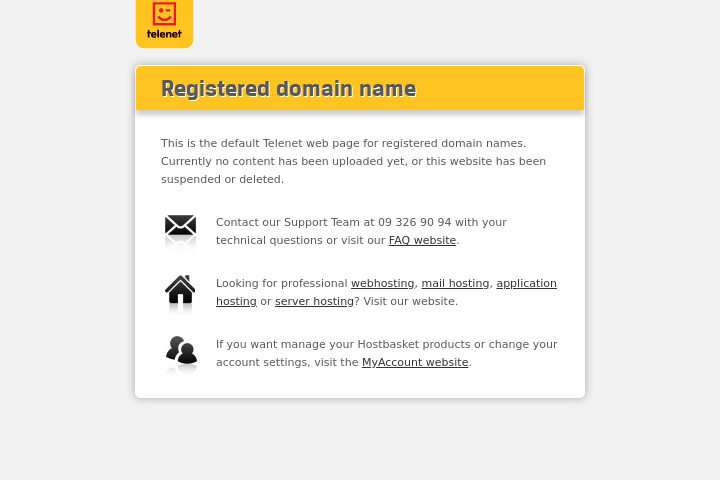 telenet
Registered domain name
This is the default Telenet web page for registered domain names.
Currently no content has been uploaded yet, or this website has been
suspended or deleted.
Contact our Support Team at 09 326 90 94 with your
technical questions or visit our FAQ website.
Looking for professional webhosting, mail hosting, application
hosting or server hosting? Visit our website.
If you want manage your Hostbasket products or change your
account settings, visit the MyAccount website.